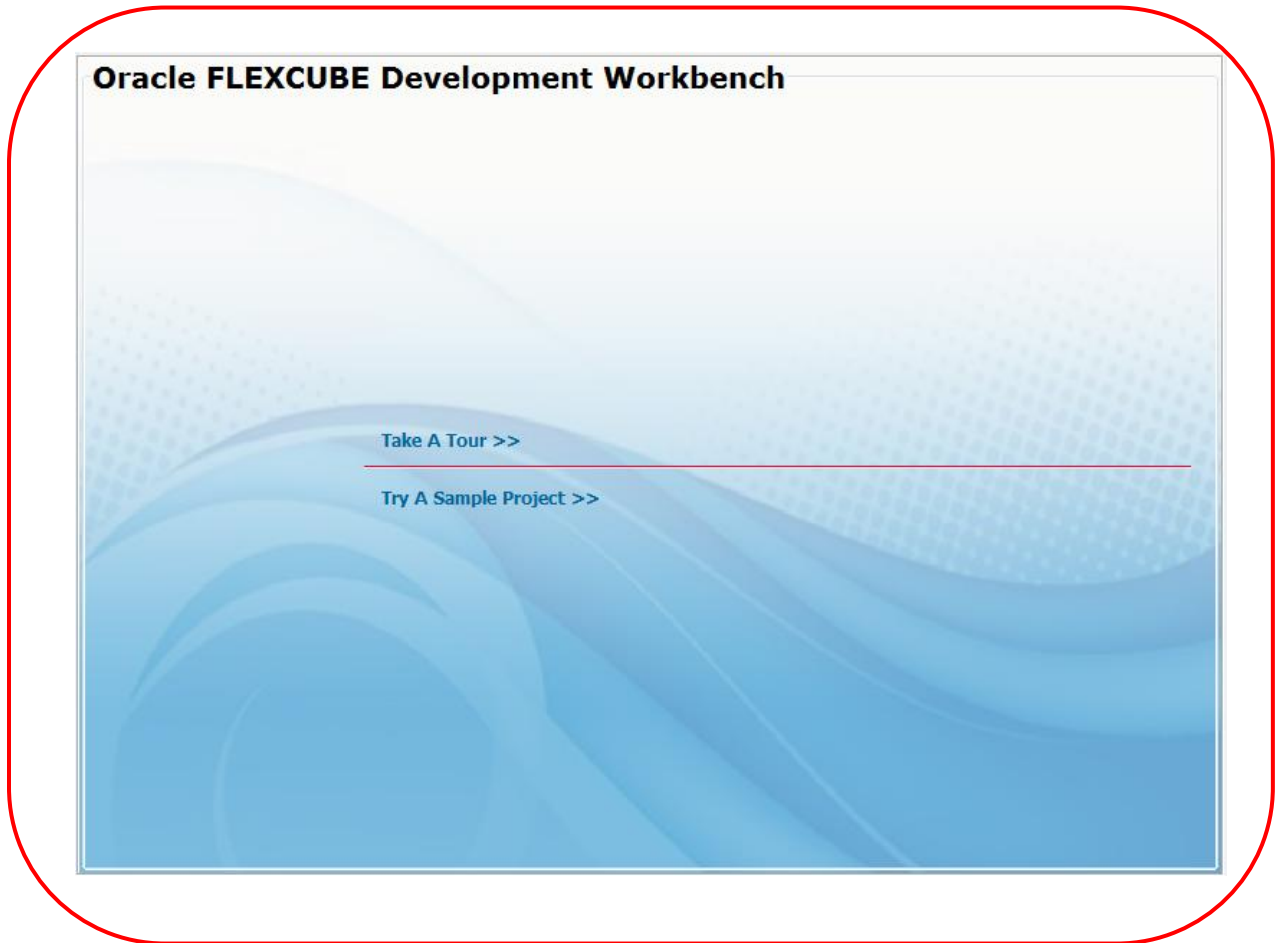 Oracle FLEXCUBE Development Workbench
Take A Tour >>
Try A Sample Project >>